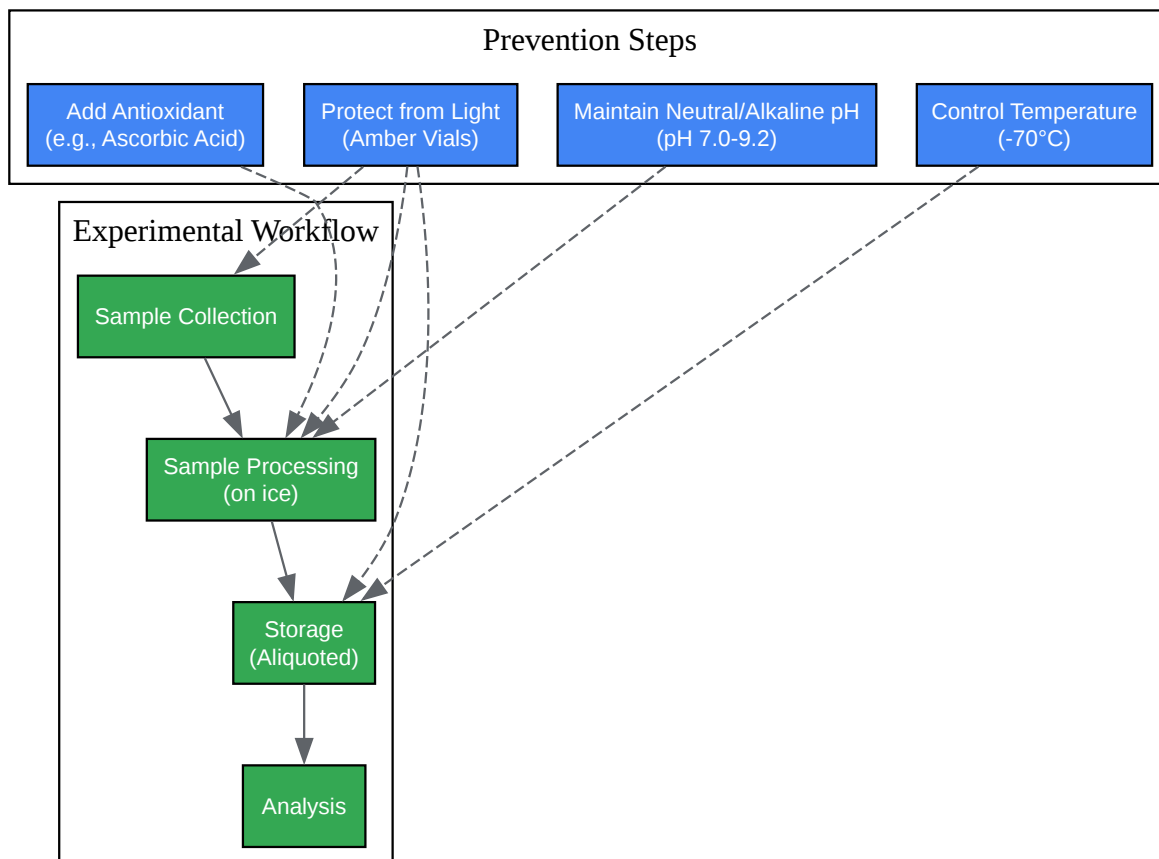 Prevention Steps
Add Antioxidant
(e.g., Ascorbic Acid)
Protect from Light
(Amber Vials)
Maintain Neutral/Alkaline pH
(pH 7.0-9.2)
Control Temperature
(-70°C)
Experimental Workflow
Sample Collection
Sample Processing
(on ice)
Storage
(Aliquoted)
Analysis